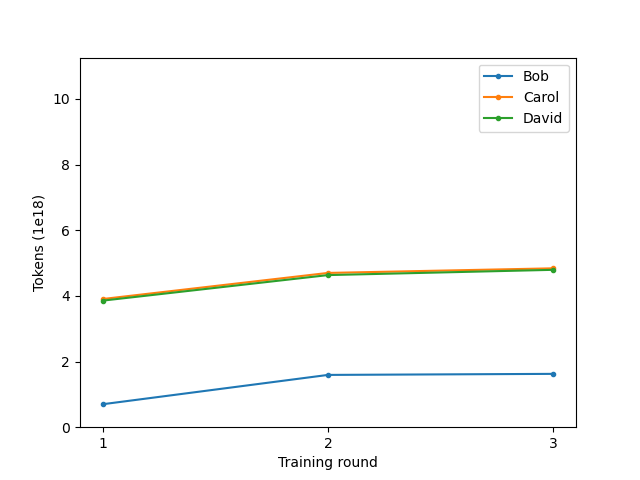 Bob
Carol
David
10
8
6
4
2
0
Tokens (1e18)
1 2 3
Training round